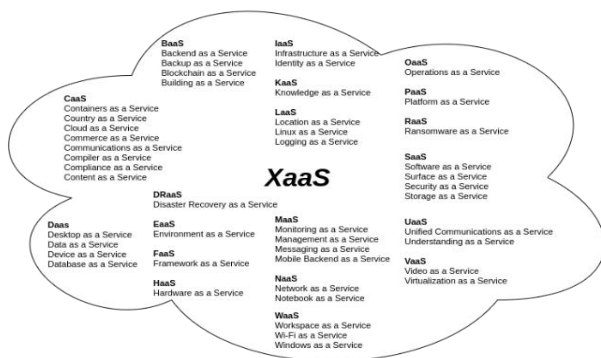 BaaS
Backend as a Service
Backup as a Service
Blockchain as a Service
Building as a Service
IaaS
Infrastructure as a Service
Identity as a Service
KaaS
Knowledge as a Service
LaaS
Location as a Service
Linux as a Service
Logging as a Service
OaaS
Operations as a Service
PaaS
Platform as a Service
RaaS
Ransomware as a Service
CaaS
Containers as a Service
Country as a Service
Cloud as a Service
Commerce as a Service
Communications as a Service
Compiler as a Service
Compliance as a Service
Content as a Service
SaaS
Software as a Service
Surface as a Service
Security as a Service
Storage as a Service
XaaS
DRaaS
Disaster Recovery as a Service
Daas
Desktop as a Service
Data as a Service
Device as a Service
Database as a Service
EaaS
Environment as a Service
FaaS
Framework as a Service
HaaS
Hardware as a Service
MaaS
Monitoring as a Service
Management as a Service
Messaging as a Service
Mobile Backend as a Service
NaaS
Network as a Service
Notebook as a Service
WaaS
Workspace as a Service
Wi-Fi as a Service
Windows as a Service
UaaS
Unified Communications as a Service
Understanding as a Service
VaaS
Video as a Service
Virtualization as a Service